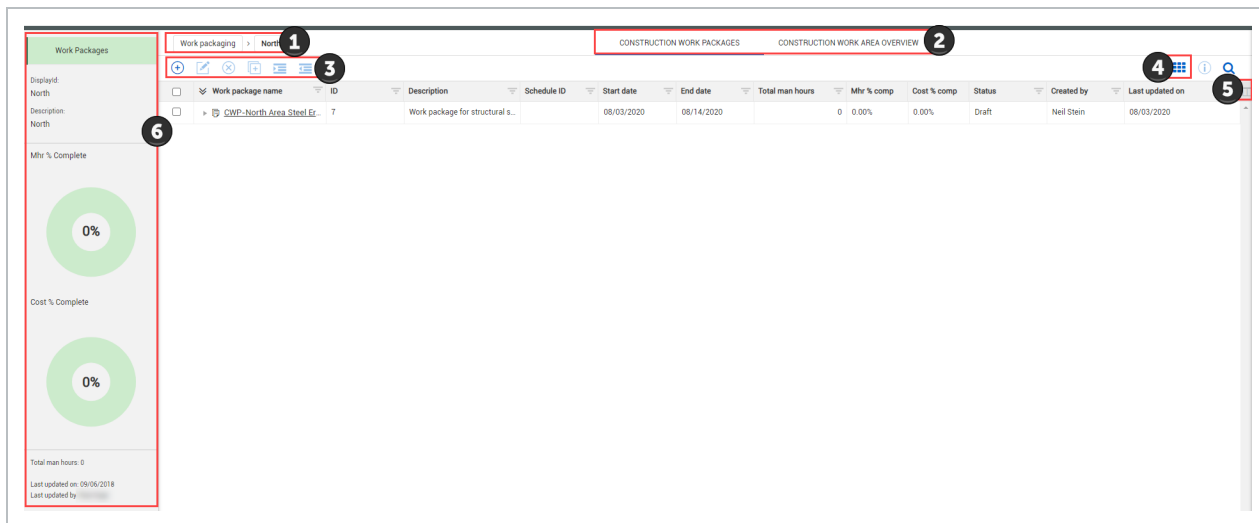 Work Packages
DisplayId:
North
Description:
North
6
Mhr % Complete
0%
Cost % Complete
0%
Total man hours: 0
Last updated on: 09/06/2018
Last updated by
Work packaging > North
1
CONSTRUCTION WORK PACKAGES CONSTRUCTION WORK AREA OVERVIEW
2
3
4
5
Work package name ID Description Schedule ID Start date End date Total man hours Mhr % comp Cost % comp Status Created by Last updated on
CWP-North Area Steel Er... 7 Work package for structural s... 08/03/2020 08/14/2020 0 0.00% 0.00% Draft Neil Stein 08/03/2020